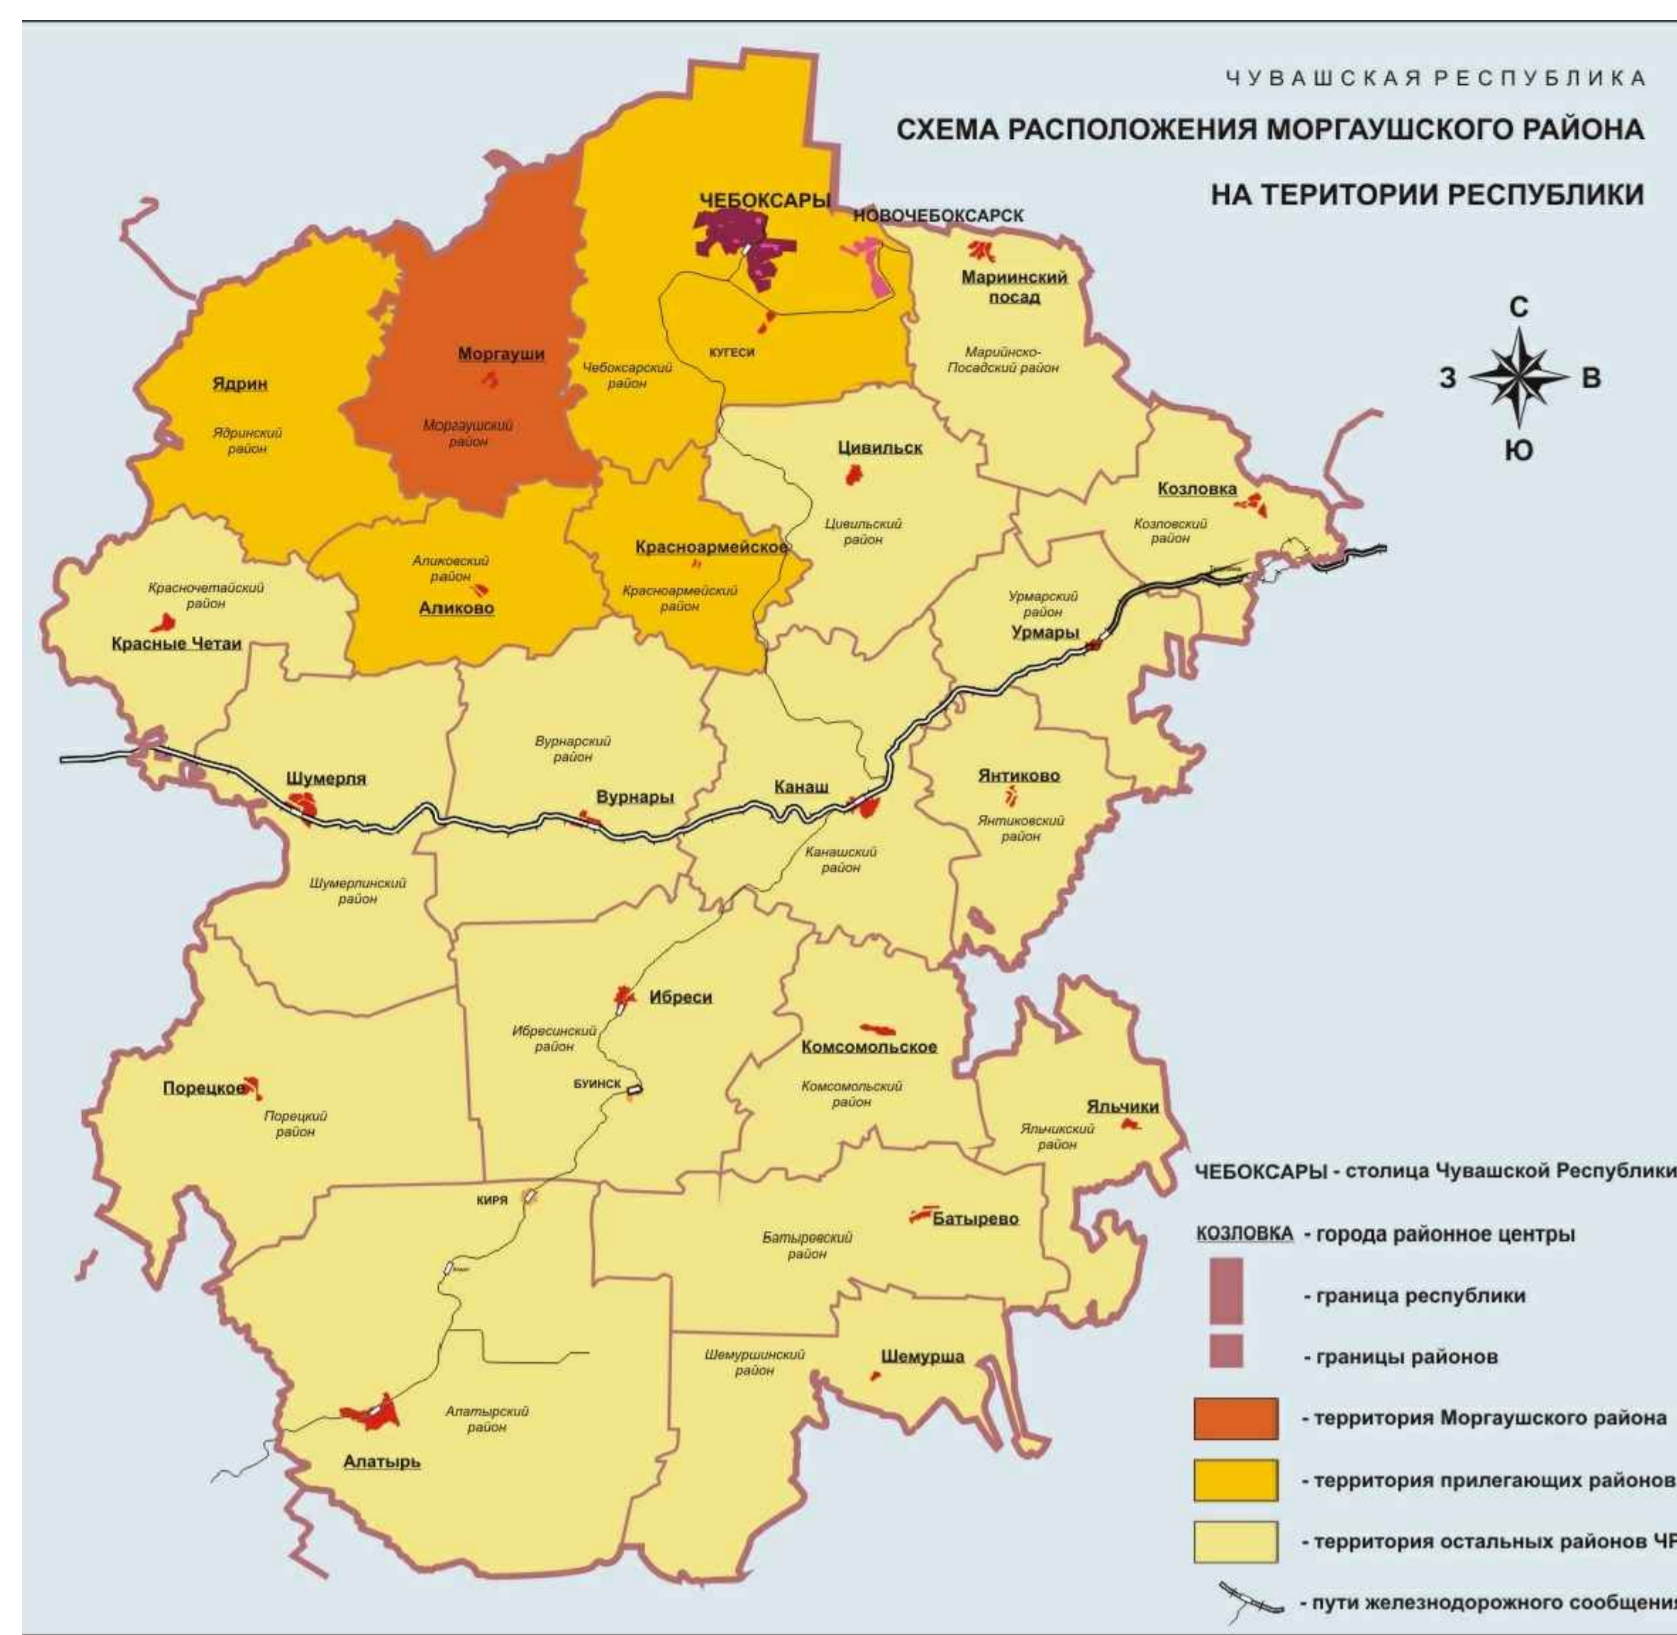 ЧУВАШСКАЯ РЕСПУБЛИКА
СХЕМА РАСПОЛОЖЕНИЯ МОРГАУШСКОГО РАЙОНА
НА ТЕРИТОРИИ РЕСПУБЛИКИ
ЧЕБОКСАРЫ
НОВОЧЕБОКСАРСК
Мариинский
посад
С
З
В
Ю
Моргауши
КУГЕСИ
Марийнско-
Посадский район
Чебоксарский
район
Ядрин
Моргаушский
район
Ядринский
район
Цивильск
Козловка
Цивильский
район
Козловский
район
Красноармейское
Аликовский
район
Красночетайский
район
Красноармейский
район
Урмарский
район
Аликово
Урмары
Красные Четаи
Вурнарский
район
Шумерля
Янтиково
Канаш
Вурнары
Янтиковский
район
Канашский
район
Шумерлинский
район
Ибреси
Ибресинский
район
Комсомольское
БУИНСК
Порецкое
Комсомольский
район
Порецкий
район
Яльчики
Яльчикский
район
КИРЯ
Батырево
Батыревский
район
Шемуршинский
район
Шемурша
Алатырский
район
Алатырь
ЧЕБОКСАРЫ - столица Чувашской Республики
КОЗЛОВКА - города районное центры
- граница республики
- границы районов
- территория Моргаушского района
- территория прилегающих районов
- территория остальных районов ЧР
- пути железнодорожного сообщения